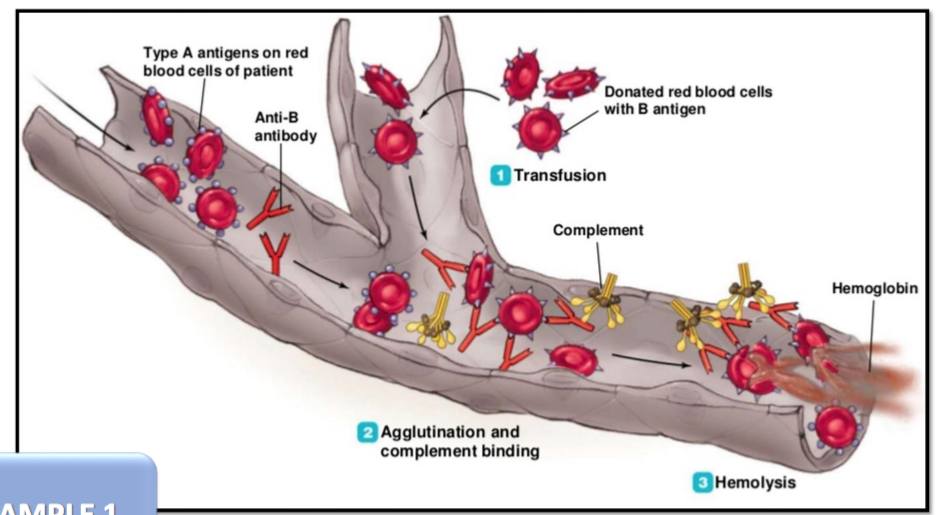 Type A antigens on red
blood cells of patient
Anti-B
antibody
Donated red blood cells
with B antigen
1 Transfusion
Complement
Hemoglobin
2 Agglutination and
complement binding
3 Hemolysis